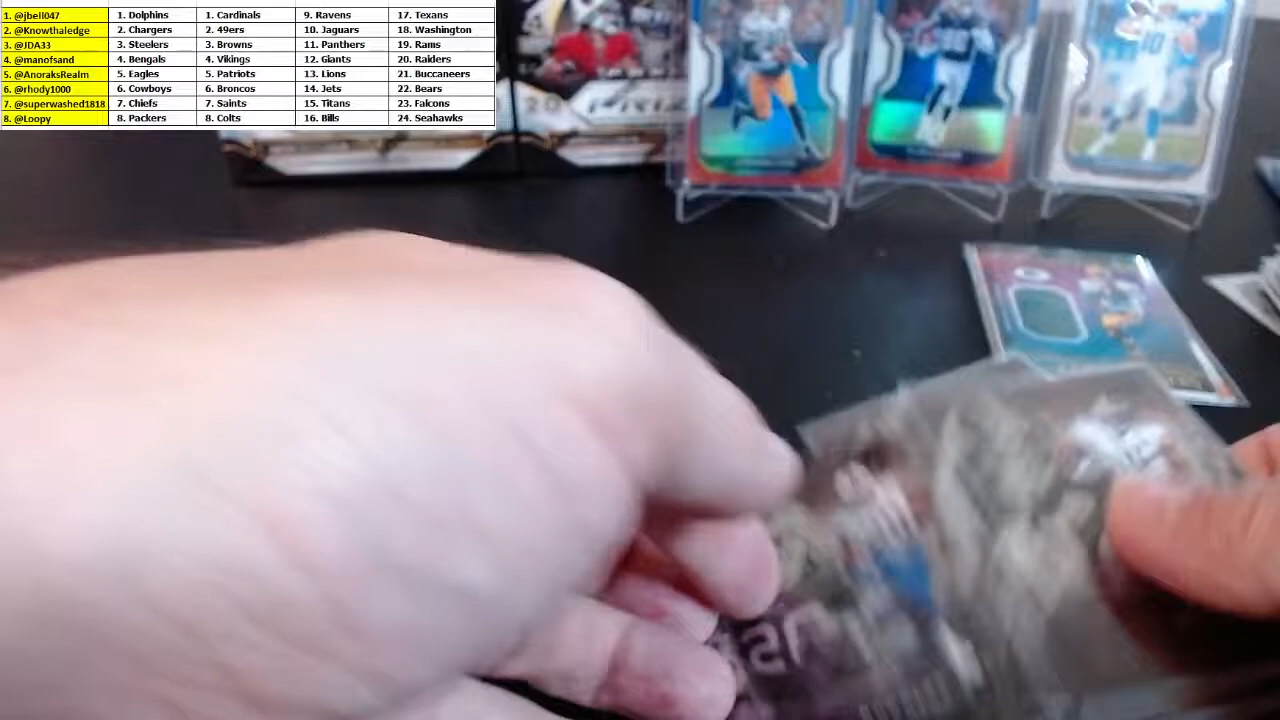 1. @jbell047 1. Dolphins 1. Cardinals 9. Ravens 17. Texans
2. @Knowthaledge 2. Chargers 2. 49ers 10. Jaguars 18. Washington
3. @JDA33 3. Steelers 3. Browns 11. Panthers 19. Rams
4. @manofsand 4. Bengals 4. Vikings 12. Giants 20. Raiders
5. @AnoraksRealm 5. Eagles 5. Patriots 13. Lions 21. Buccaneers
6. @rhody1000 6. Cowboys 6. Broncos 14. Jets 22. Bears
7. @superwashed1818 7. Chiefs 7. Saints 15. Titans 23. Falcons
8. @Loopy 8. Packers 8. Colts 16. Bills 24. Seahawks
20